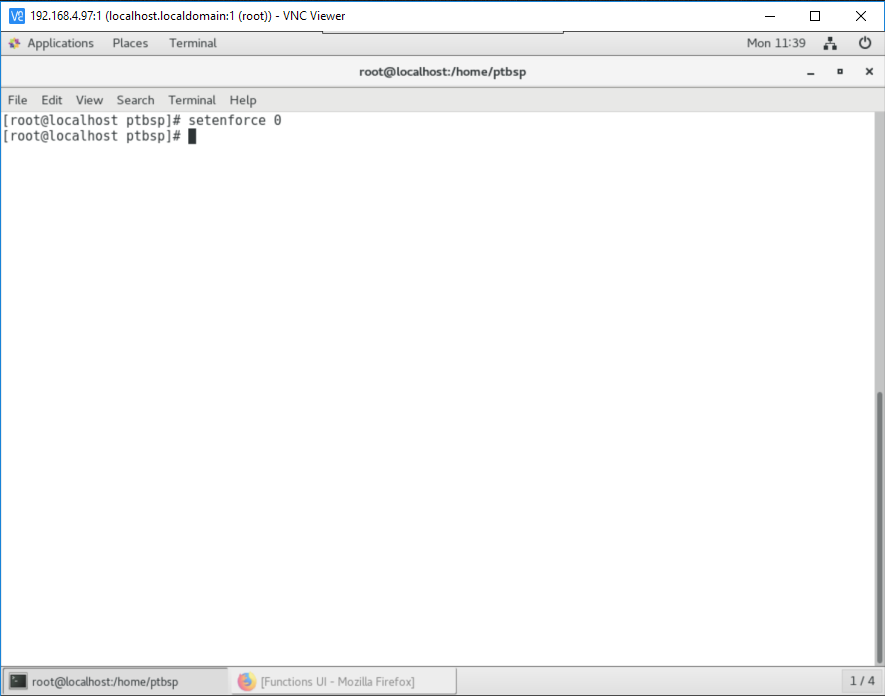 192.168.4.97:1 (localhost.localdomain:1 (root)) - VNC Viewer
Applications Places Terminal Mon 11:39
root@localhost:/home/ptbsp
File Edit View Search Terminal Help
[root@localhost ptbsp]# setenforce 0
[root@localhost ptbsp]#
root@localhost:/home/ptbsp [Functions UI - Mozilla Firefox] 1 / 4